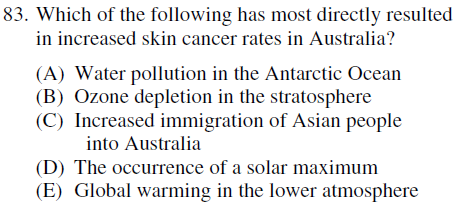 83. Which of the following has most directly resulted
in increased skin cancer rates in Australia?
(A) Water pollution in the Antarctic Ocean
(B) Ozone depletion in the stratosphere
(C) Increased immigration of Asian people
into Australia
(D) The occurrence of a solar maximum
(E) Global warming in the lower atmosphere